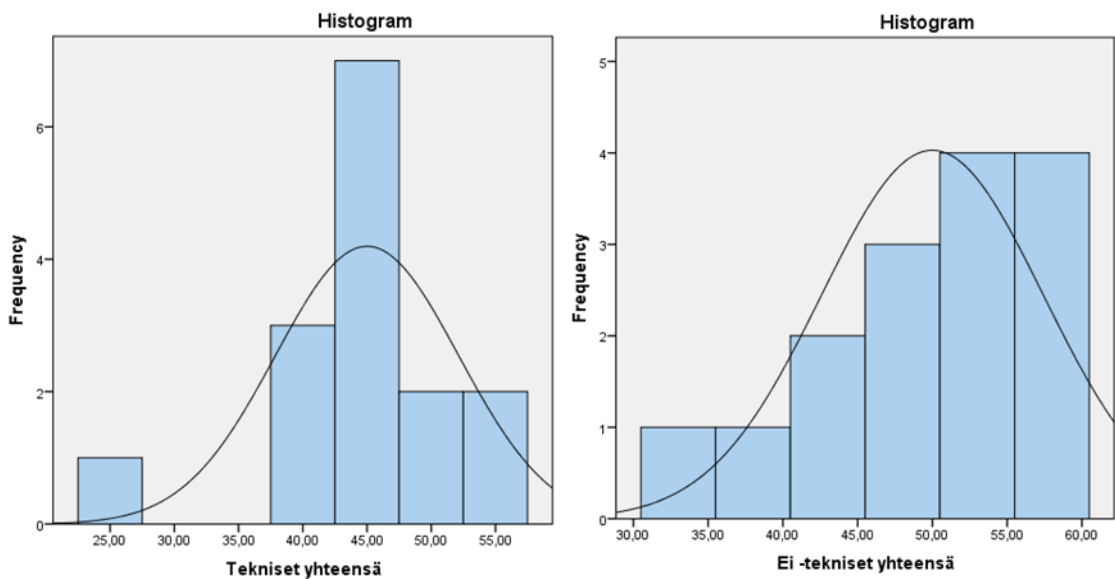 Histogram
Frequency
6
4
2
0
25,00 30,00 35,00 40,00 45,00 50,00 55,00
Tekniset yhteensä
Histogram
Frequency
5
4
3
2
1
0
30,00 35,00 40,00 45,00 50,00 55,00 60,00
Ei -tekniset yhteensä